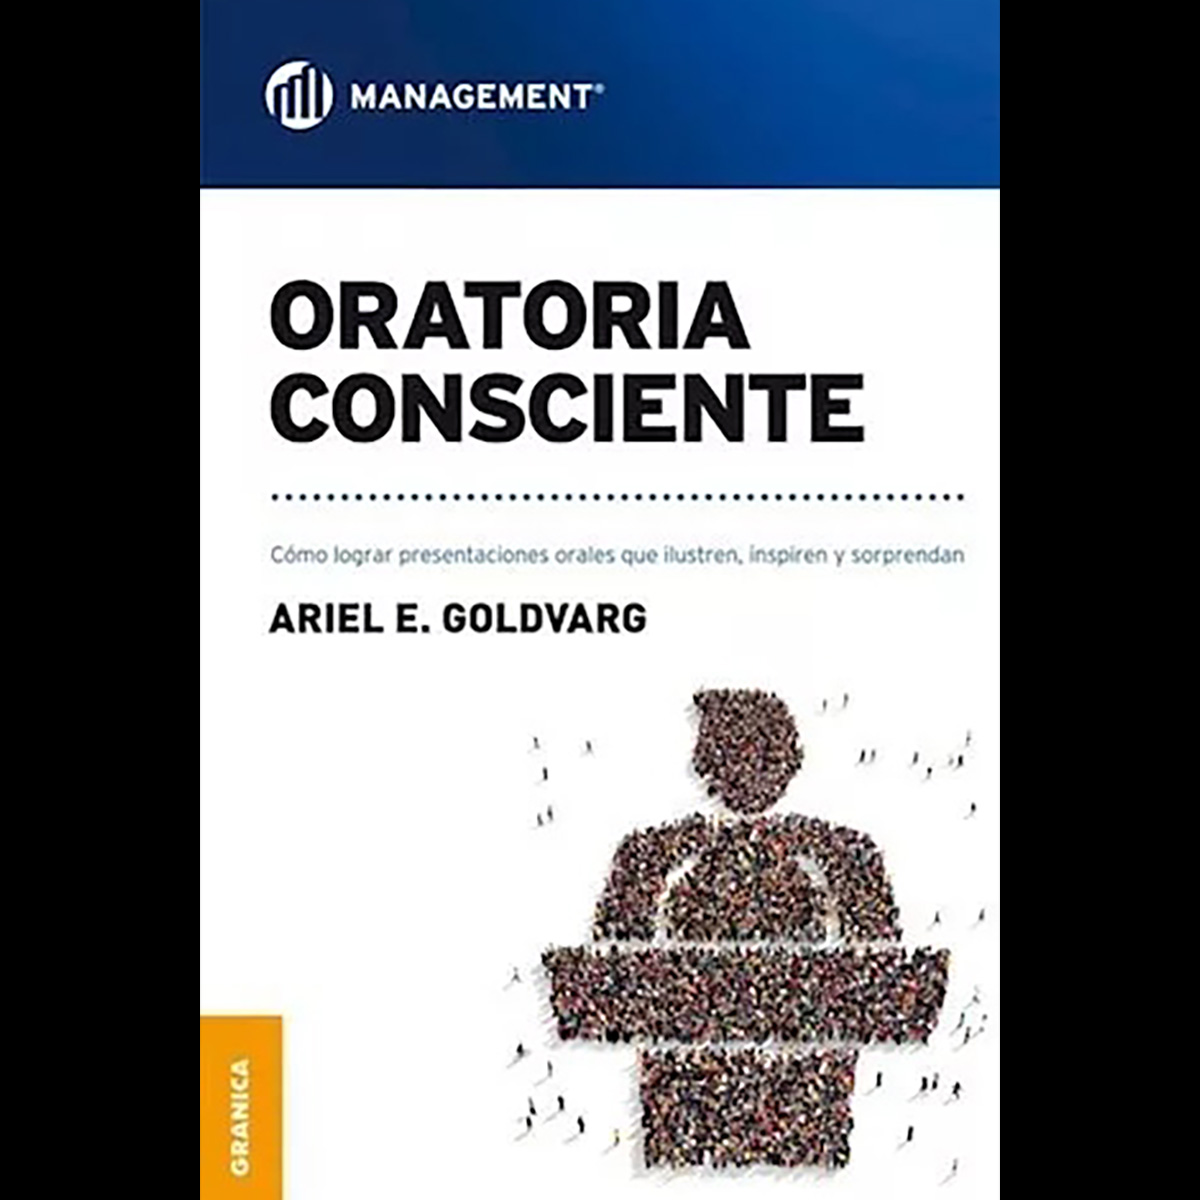 MANAGEMENT®
ORATORIA
CONSCIENTE
Cómo lograr presentaciones orales que ilustren, inspiren y sorprendan
ARIEL E. GOLDVARG
GRANICA